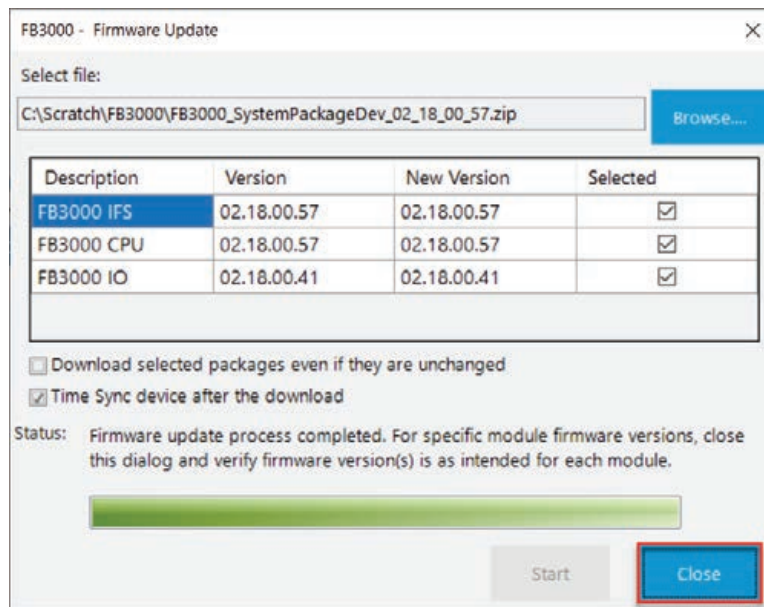 FB3000 - Firmware Update
Select file:
C:\Scratch\FB3000\FB3000_SystemPackageDev_02_18_00_57.zip
Browse....
Description Version New Version Selected
FB3000 IFS 02.18.00.57 02.18.00.57
FB3000 CPU 02.18.00.57 02.18.00.57
FB3000 IO 02.18.00.41 02.18.00.41
Download selected packages even if they are unchanged
Time Sync device after the download
Status: Firmware update process completed. For specific module firmware versions, close
this dialog and verify firmware version(s) is as intended for each module.
Start Close